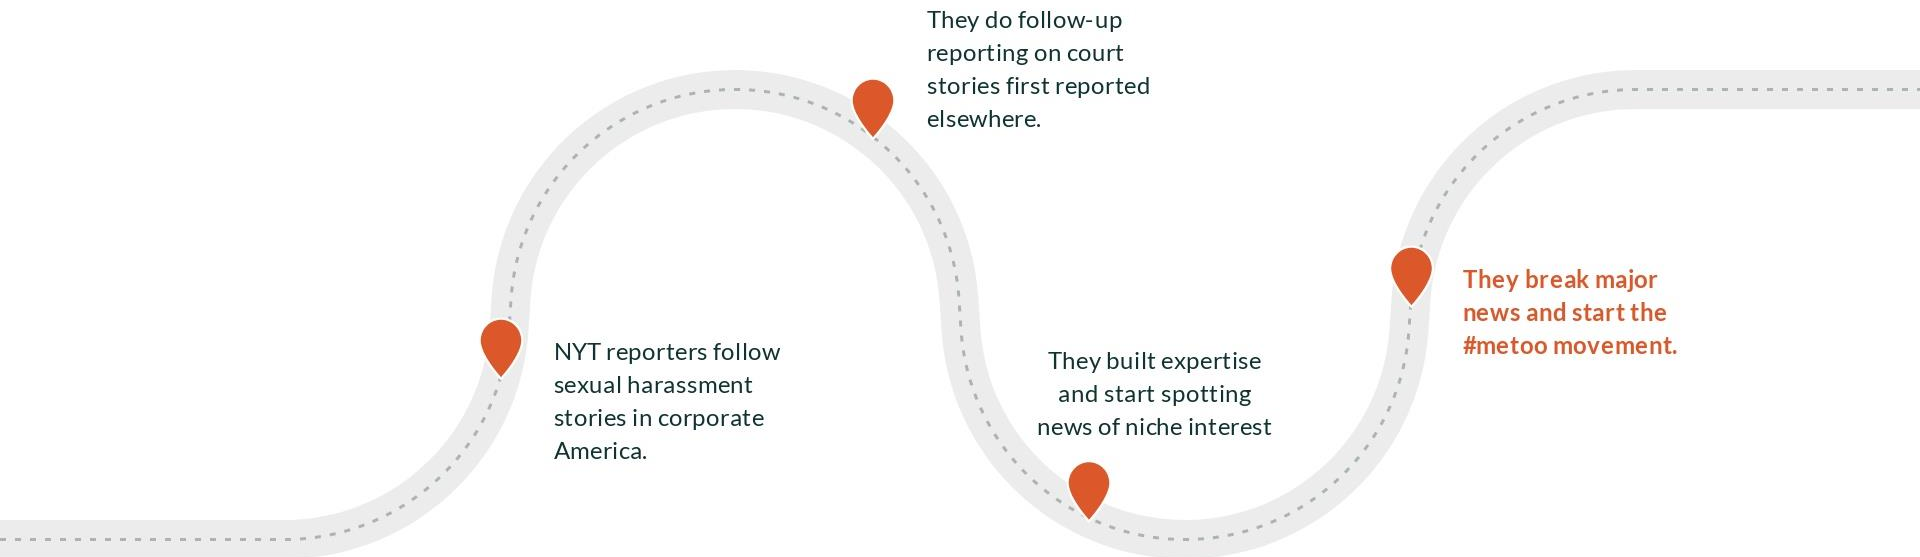 They do follow-up
reporting on court
stories first reported
elsewhere.
NYT reporters follow
sexual harassment
stories in corporate
America.
They built expertise
and start spotting
news of niche interest
They break major
news and start the
#metoo movement.